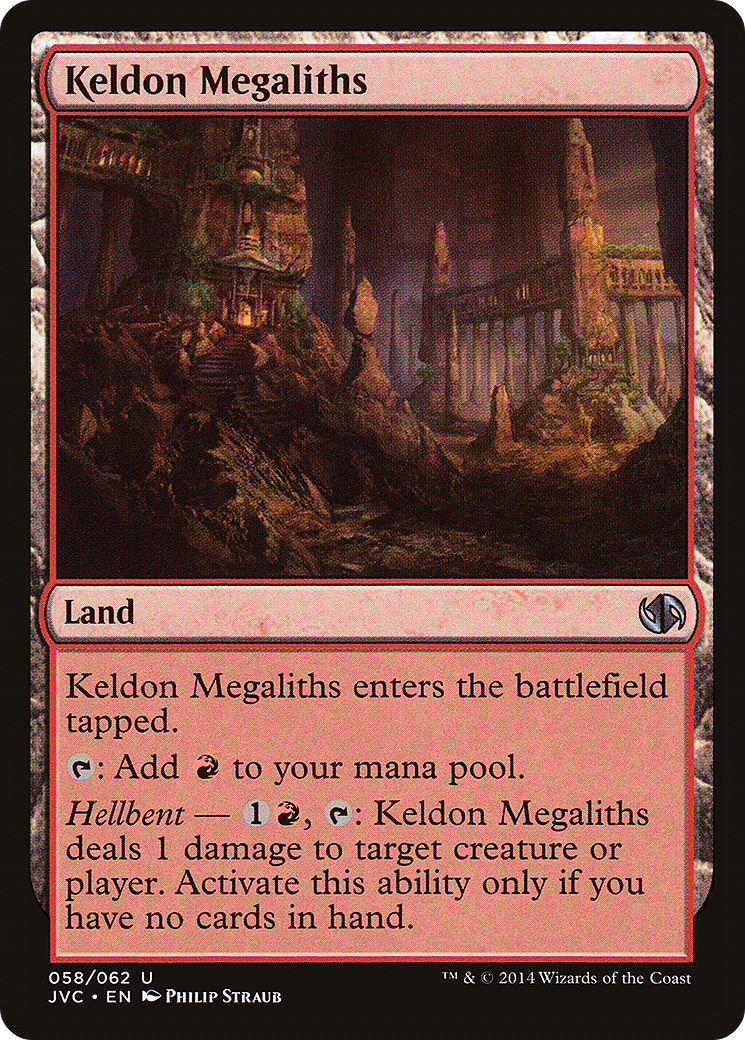 Keldon Megaliths
Land
Keldon Megaliths enters the battlefield
tapped.
: Add to your mana pool.
Hellbent — 1, : Keldon Megaliths
deals 1 damage to target creature or
player. Activate this ability only if you
have no cards in hand.
058/062 U
™ & © 2014 Wizards of the Coast
JVC • EN Philip Straub